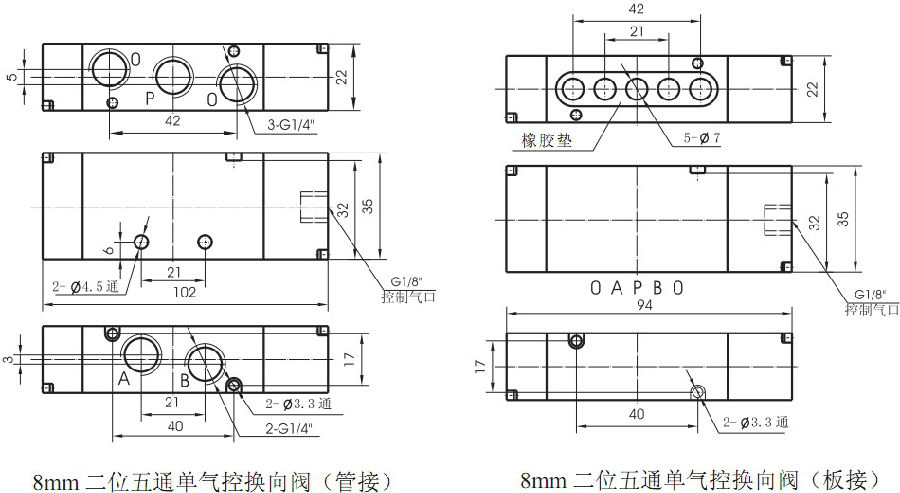 5
O
P
O
42
22
3-G1/4"
6
21
2-Ø4.5通
102
32
35
G1/8"
控制气口
3
A
B
21
40
17
2-Ø3.3通
2-G1/4"
8mm 二位五通单气控换向阀（管接）
42
21
22
橡胶垫
5-Ø7
32
35
O A P B O
94
G1/8"
控制气口
17
40
2-Ø3.3通
8mm 二位五通单气控换向阀（板接）